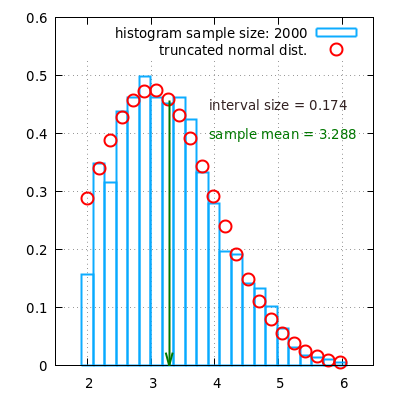 0.6
histogram sample size: 2000
truncated normal dist.
0.5
interval size = 0.174
0.4
sample mean = 3.288
0.3
0.2
0.1
0
2 3 4 5 6